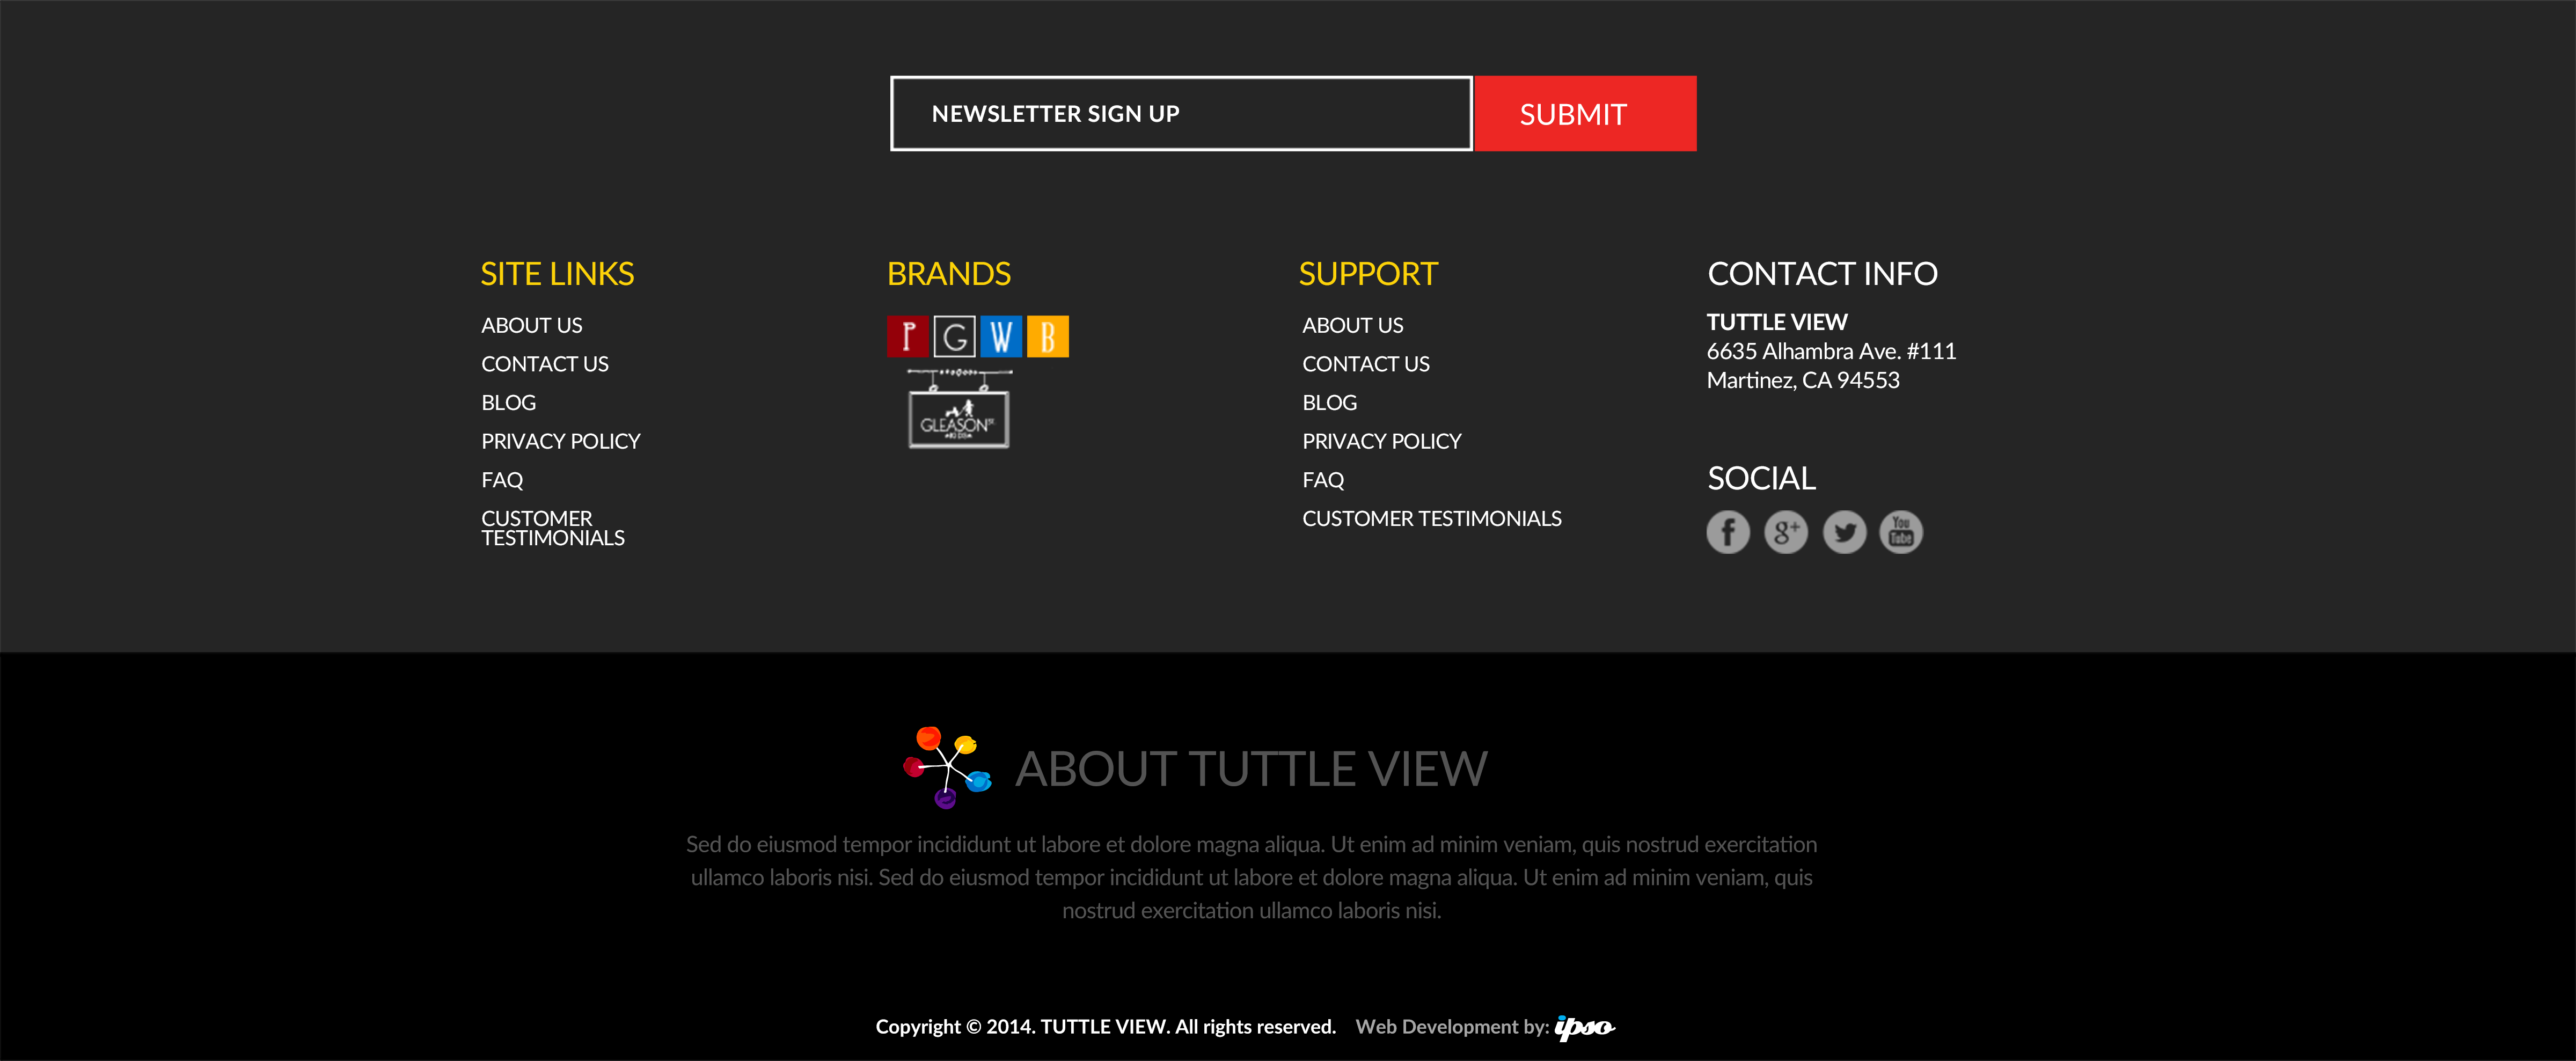 NEWSLETTER SIGN UP
SUBMIT
SITE LINKS
ABOUT US
CONTACT US
BLOG
PRIVACY POLICY
FAQ
CUSTOMER
TESTIMONIALS
BRANDS
P G W B
GLEASON ST.
KIDS
SUPPORT
ABOUT US
CONTACT US
BLOG
PRIVACY POLICY
FAQ
CUSTOMER TESTIMONIALS
CONTACT INFO
TUTTLE VIEW
6635 Alhambra Ave. #111
Martinez, CA 94553
SOCIAL
f g+ You
Tube
ABOUT TUTTLE VIEW
Sed do eiusmod tempor incididunt ut labore et dolore magna aliqua. Ut enim ad minim veniam, quis nostrud exercitation
ullamco laboris nisi. Sed do eiusmod tempor incididunt ut labore et dolore magna aliqua. Ut enim ad minim veniam, quis
nostrud exercitation ullamco laboris nisi.
Copyright © 2014. TUTTLE VIEW. All rights reserved. Web Development by: ipso